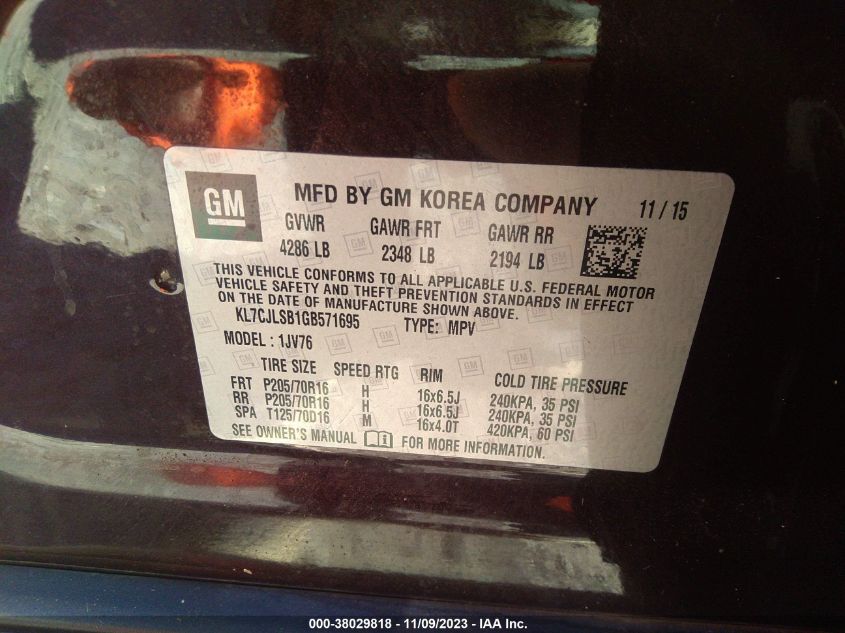 GM MFD BY GM KOREA COMPANY 11 / 15
GVWR GAWR FRT GAWR RR
4286 LB 2348 LB 2194 LB
THIS VEHICLE CONFORMS TO ALL APPLICABLE U.S. FEDERAL MOTOR
VEHICLE SAFETY AND THEFT PREVENTION STANDARDS IN EFFECT
ON THE DATE OF MANUFACTURE SHOWN ABOVE.
KL7CJLSB1GB571695 TYPE: MPV
MODEL : 1JV76
TIRE SIZE SPEED RTG RIM COLD TIRE PRESSURE
FRT P205/70R16 H 16x6.5J 240KPA, 35 PSI
RR P205/70R16 H 16x6.5J 240KPA, 35 PSI
SPA T125/70D16 M 16x4.0T 420KPA, 60 PSI
SEE OWNER'S MANUAL FOR MORE INFORMATION.
000-38029818 - 11/09/2023 - IAA Inc.